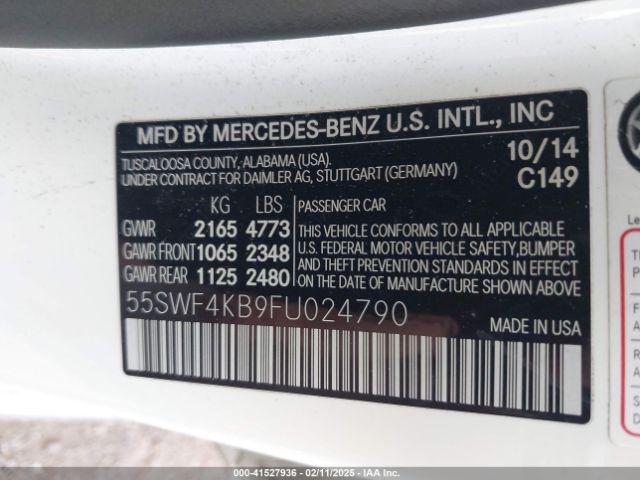 MFD BY MERCEDES-BENZ U.S. INTL., INC
TUSCALOOSA COUNTY, ALABAMA (USA). 10/14
UNDER CONTRACT FOR DAIMLER AG, STUTTGART (GERMANY) C149
KG LBS PASSENGER CAR
GVWR 2165 4773 THIS VEHICLE CONFORMS TO ALL APPLICABLE
GAWR FRONT 1065 2348 U.S. FEDERAL MOTOR VEHICLE SAFETY, BUMPER
GAWR REAR 1125 2480 AND THEFT PREVENTION STANDARDS IN EFFECT
ON THE DATE OF MANUFACTURE SHOWN ABOVE
55SWF4KB9FU024790 MADE IN USA
00-41527936 - 02/11/2025 - IAA Inc.